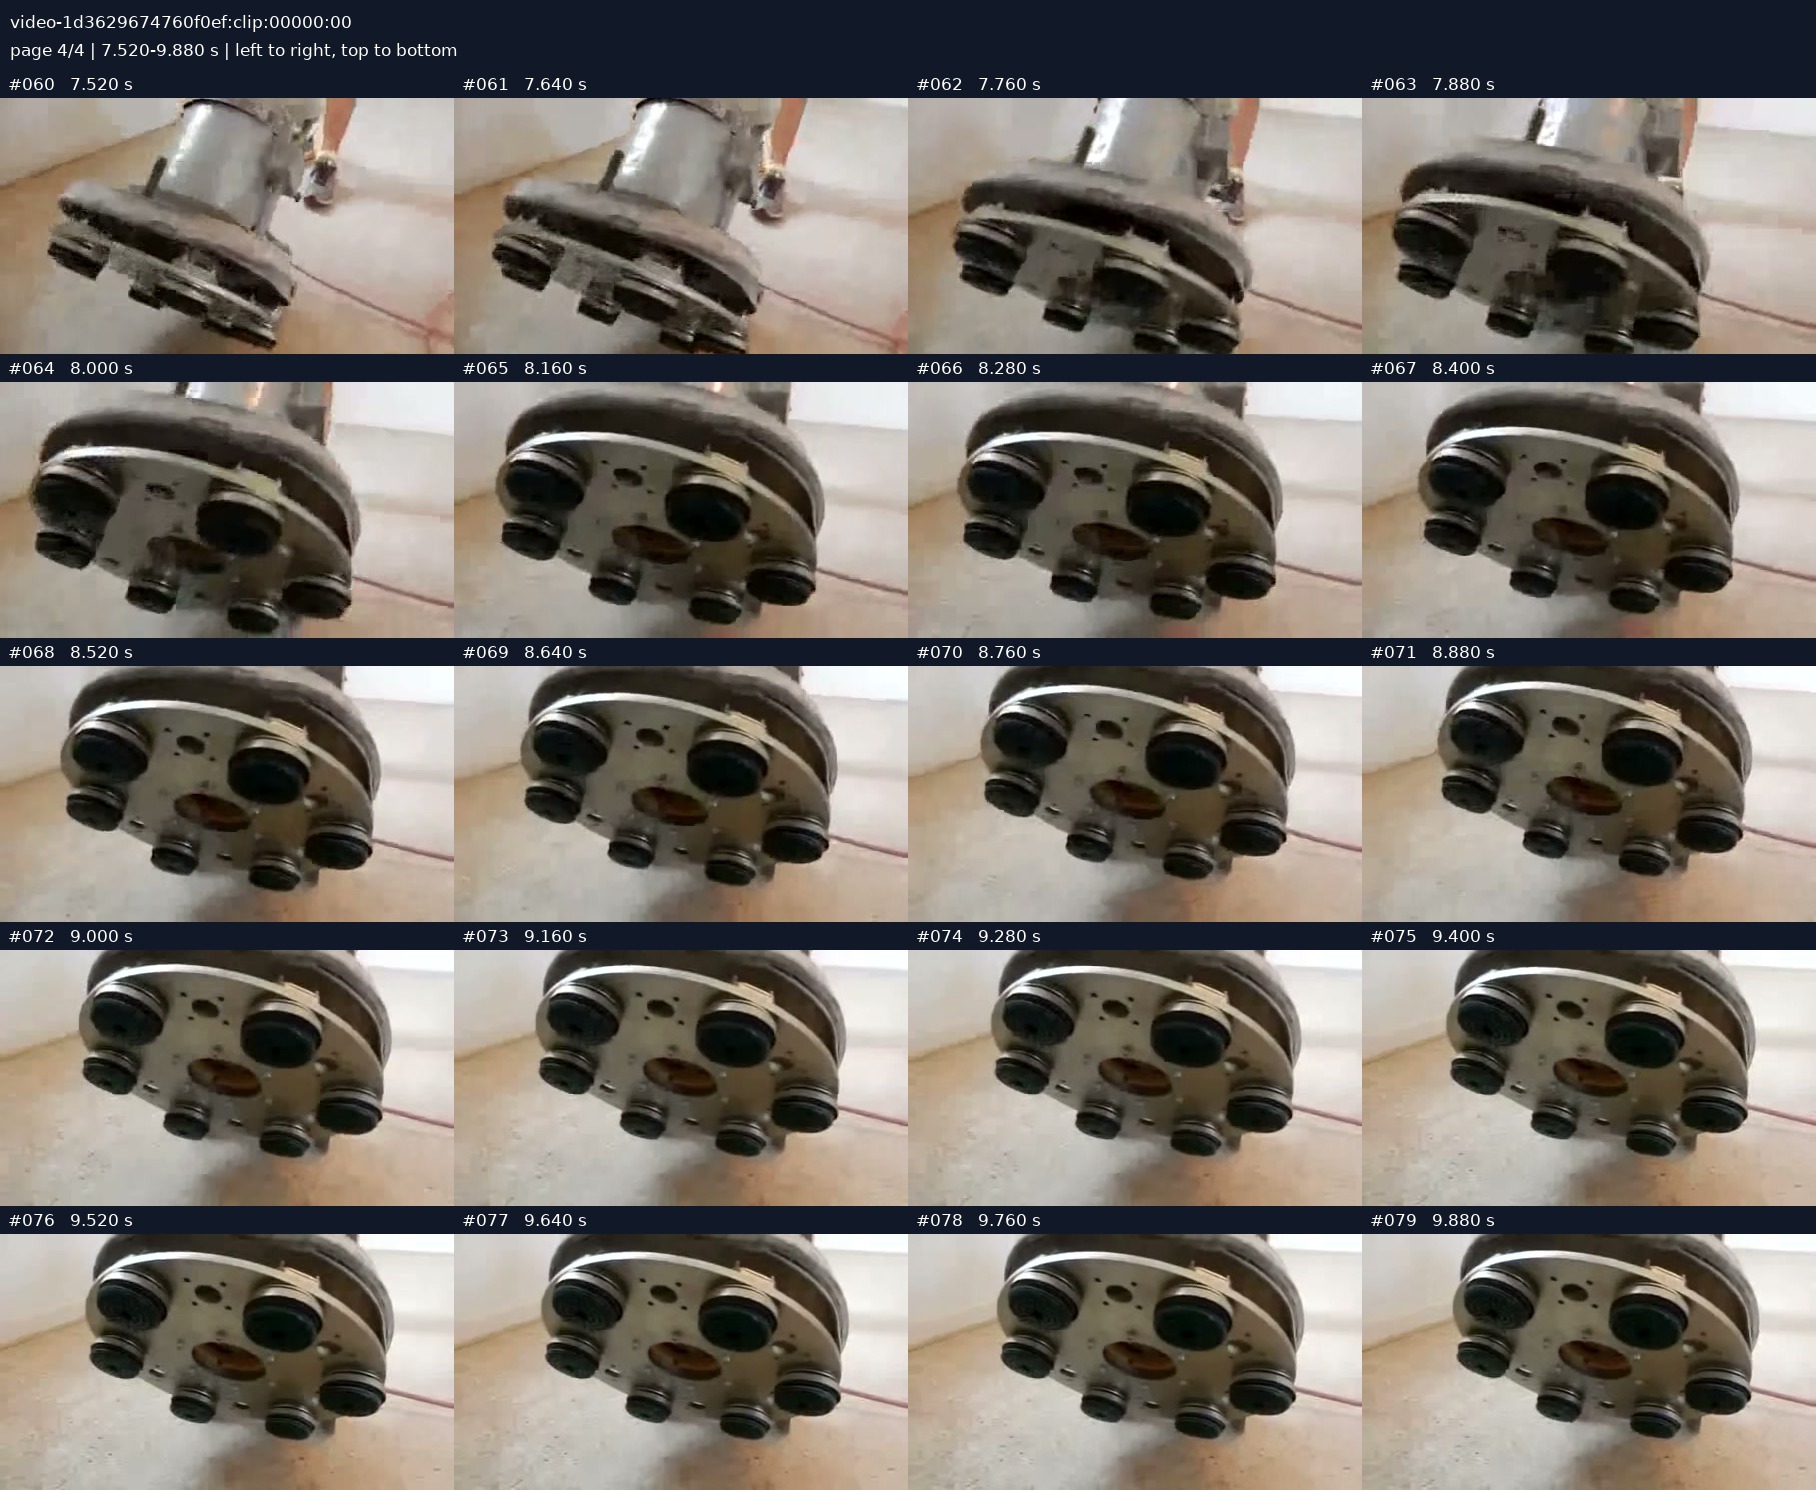 video-1d3629674760f0ef:clip:00000:00
page 4/4 | 7.520-9.880 s | left to right, top to bottom
#060 7.520 s
#061 7.640 s
#062 7.760 s
#063 7.880 s
#064 8.000 s
#065 8.160 s
#066 8.280 s
#067 8.400 s
#068 8.520 s
#069 8.640 s
#070 8.760 s
#071 8.880 s
#072 9.000 s
#073 9.160 s
#074 9.280 s
#075 9.400 s
#076 9.520 s
#077 9.640 s
#078 9.760 s
#079 9.880 s